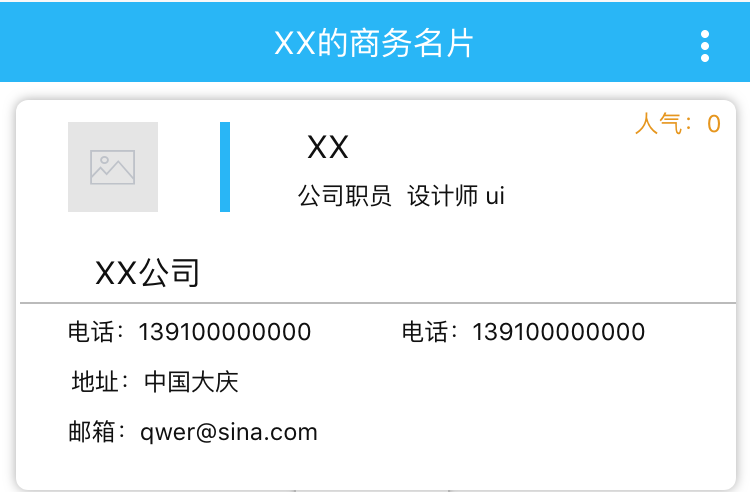 XX的商务名片
人气：0
XX
公司职员 设计师 ui
XX公司
电话：139100000000 电话：139100000000
地址：中国大庆
邮箱：qwer@sina.com